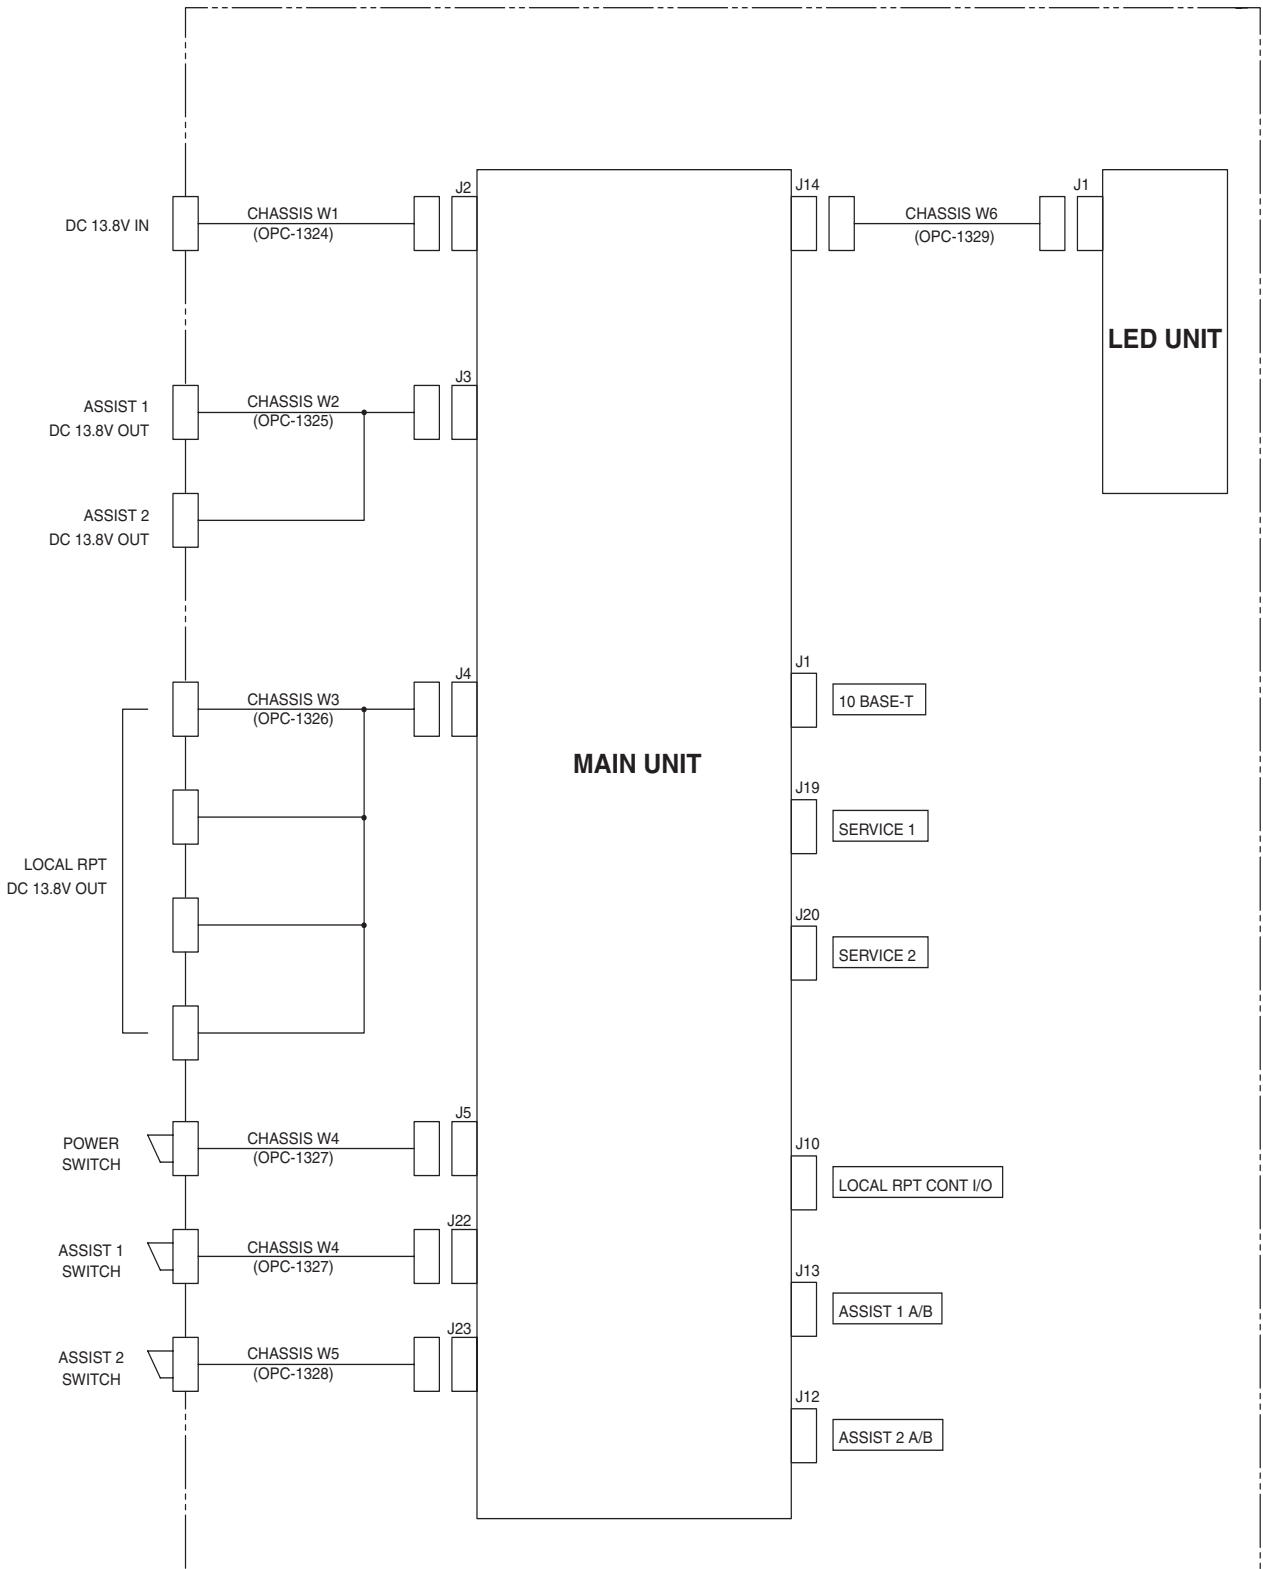 DC 13.8V IN
CHASSIS W1
(OPC-1324)
J2
J14
CHASSIS W6
(OPC-1329)
J1
LED UNIT
ASSIST 1
DC 13.8V OUT
CHASSIS W2
(OPC-1325)
J3
ASSIST 2
DC 13.8V OUT
CHASSIS W3
(OPC-1326)
J4
LOCAL RPT
DC 13.8V OUT
MAIN UNIT
J1
10 BASE-T
J19
SERVICE 1
J20
SERVICE 2
POWER
SWITCH
CHASSIS W4
(OPC-1327)
J5
J10
LOCAL RPT CONT I/O
ASSIST 1
SWITCH
CHASSIS W4
(OPC-1327)
J22
J13
ASSIST 1 A/B
ASSIST 2
SWITCH
CHASSIS W5
(OPC-1328)
J23
J12
ASSIST 2 A/B